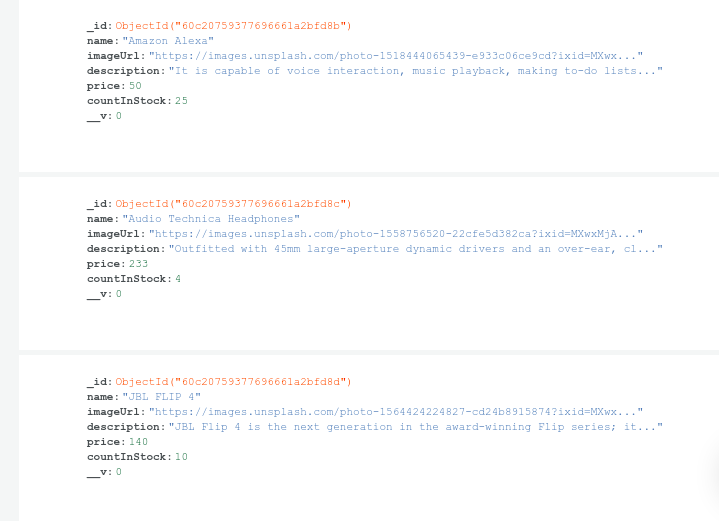 _id: ObjectId("60c20759377696661a2bfd8b")
name: "Amazon Alexa"
imageUrl: "https://images.unsplash.com/photo-1518444065439-e933c06ce9cd?ixid=MXwx..."
description: "It is capable of voice interaction, music playback, making to-do lists..."
price: 50
countInStock: 25
__v: 0
_id: ObjectId("60c20759377696661a2bfd8c")
name: "Audio Technica Headphones"
imageUrl: "https://images.unsplash.com/photo-1558756520-22cfe5d382ca?ixid=MXwxMjA..."
description: "Outfitted with 45mm large-aperture dynamic drivers and an over-ear, cl..."
price: 233
countInStock: 4
__v: 0
_id: ObjectId("60c20759377696661a2bfd8d")
name: "JBL FLIP 4"
imageUrl: "https://images.unsplash.com/photo-1564424224827-cd24b8915874?ixid=MXwx..."
description: "JBL Flip 4 is the next generation in the award-winning Flip series; it..."
price: 140
countInStock: 10
__v: 0